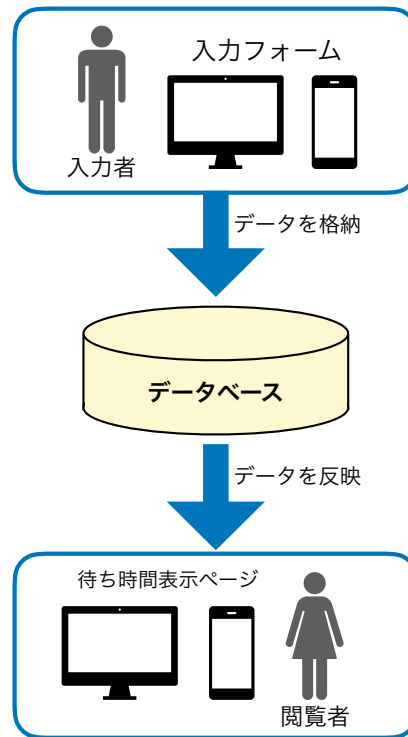 入力フォーム
入力者
データを格納
データベース
データを反映
待ち時間表示ページ
閲覧者